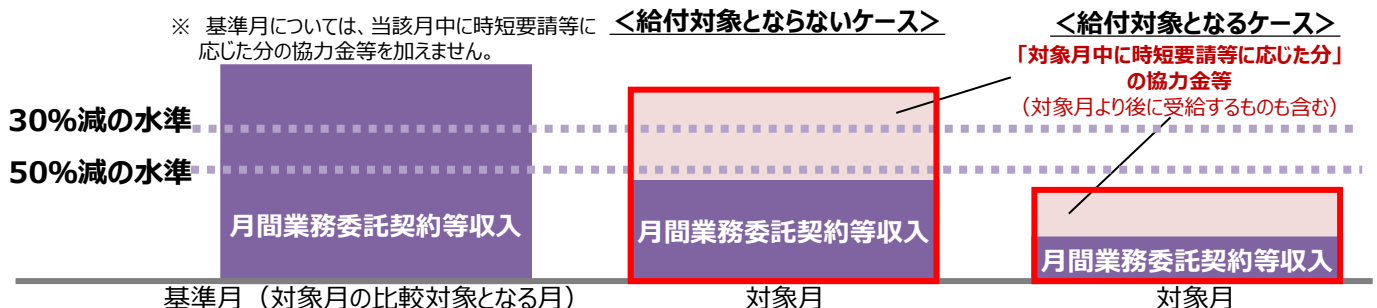 ※ 基準月については、当該月中に時短要請等に
応じた分の協力金等を加えません。
＜給付対象とならないケース＞
＜給付対象となるケース＞
「対象月中に時短要請等に応じた分」
の協力金等
（対象月より後に受給するものも含む）
30%減の水準
50%減の水準
月間業務委託契約等収入
月間業務委託契約等収入
月間業務委託契約等収入
基準月（対象月の比較対象となる月）
対象月
対象月